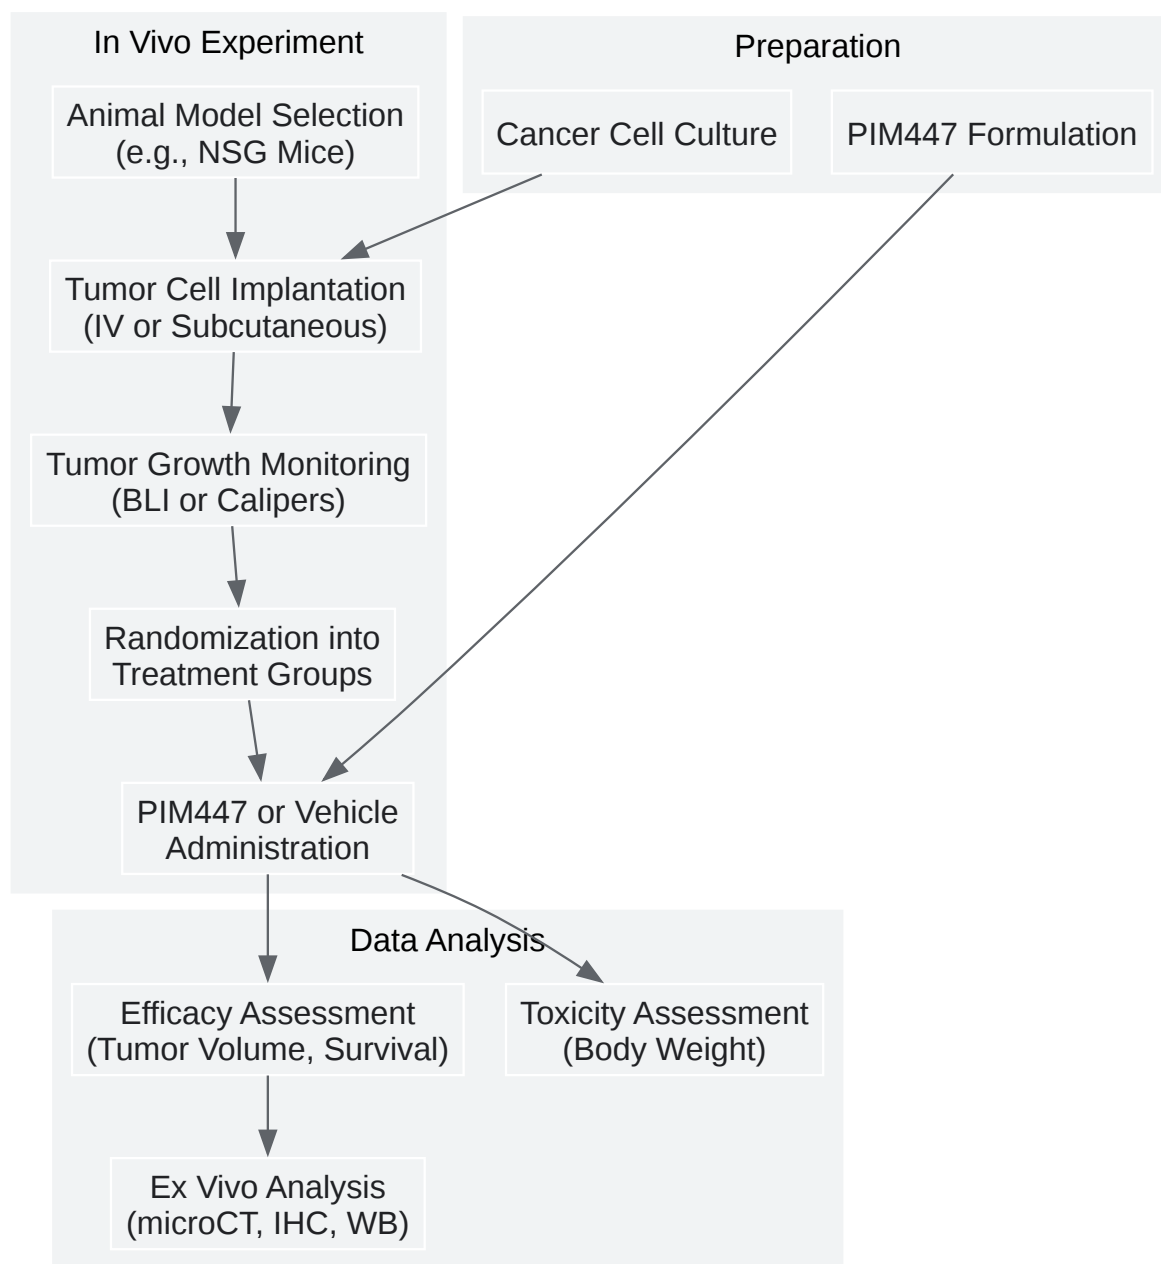 In Vivo Experiment
Animal Model Selection
(e.g., NSG Mice)
Tumor Cell Implantation
(IV or Subcutaneous)
Tumor Growth Monitoring
(BLI or Calipers)
Randomization into
Treatment Groups
PIM447 or Vehicle
Administration
Preparation
Cancer Cell Culture
PIM447 Formulation
Data Analysis
Efficacy Assessment
(Tumor Volume, Survival)
Toxicity Assessment
(Body Weight)
Ex Vivo Analysis
(microCT, IHC, WB)